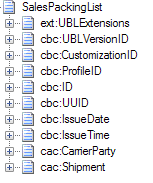 SalesPackingList
ext:UBLExtensions
cbc:UBLVersionID
cbc:CustomizationID
cbc:ProfileID
cbc:ID
cbc:UUID
cbc:IssueDate
cbc:IssueTime
cac:CarrierParty
cac:Shipment